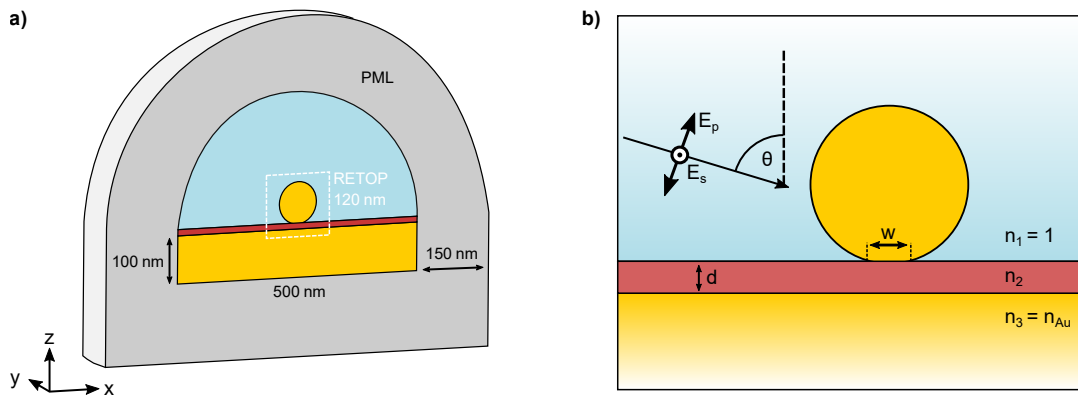 a)
PML
RETOP
120 nm
100 nm
150 nm
500 nm
z
y
x
b)
E_p
θ
E_s
w
n_1 = 1
d
n_2
n_3 = n_Au